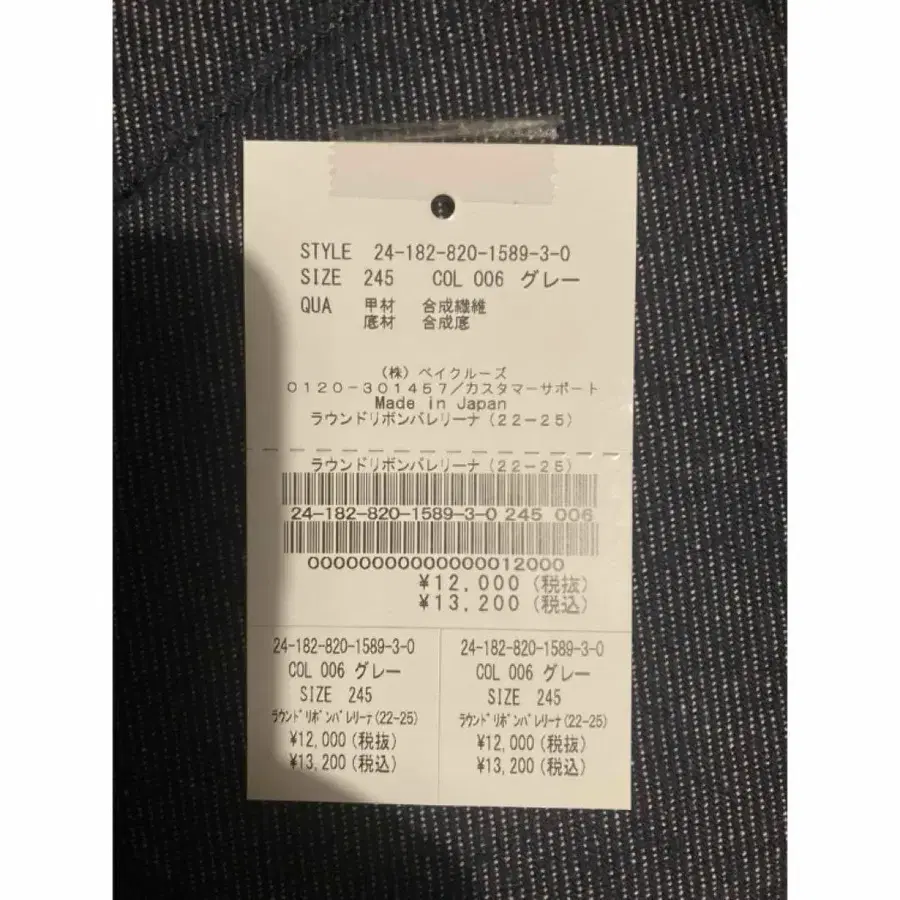 STYLE 24-182-820-1589-3-0
SIZE 245 COL 006 グレー
QUA 甲材 合成繊維
底材 合成底
(株) ベイクルーズ
0120-301457/カスタマーサポート
Made in Japan
ラウンドリボンバレリーナ(22-25)
ラウンドリボンバレリーナ(22-25)
24-182-820-1589-3-0 245 006
0000000000000000012000
¥12,000 (税抜)
¥13,200 (税込)
24-182-820-1589-3-0
COL 006 グレー
SIZE 245
ラウンドリボンバレリーナ(22-25)
¥12,000 (税抜)
¥13,200 (税込)
24-182-820-1589-3-0
COL 006 グレー
SIZE 245
ラウンドリボンバレリーナ(22-25)
¥12,000 (税抜)
¥13,200 (税込)